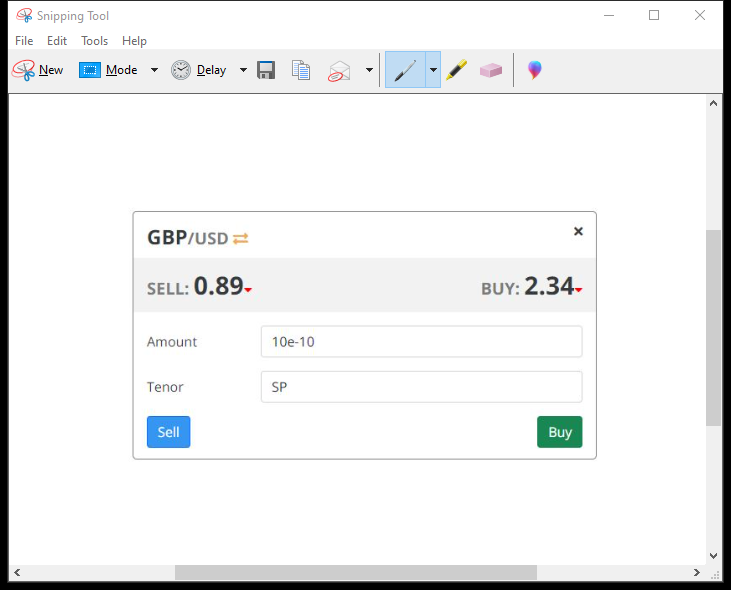 Snipping Tool
File Edit Tools Help
New Mode Delay
GBP/USD
SELL: 0.89 BUY: 2.34
Amount 10e-10
Tenor SP
Sell Buy